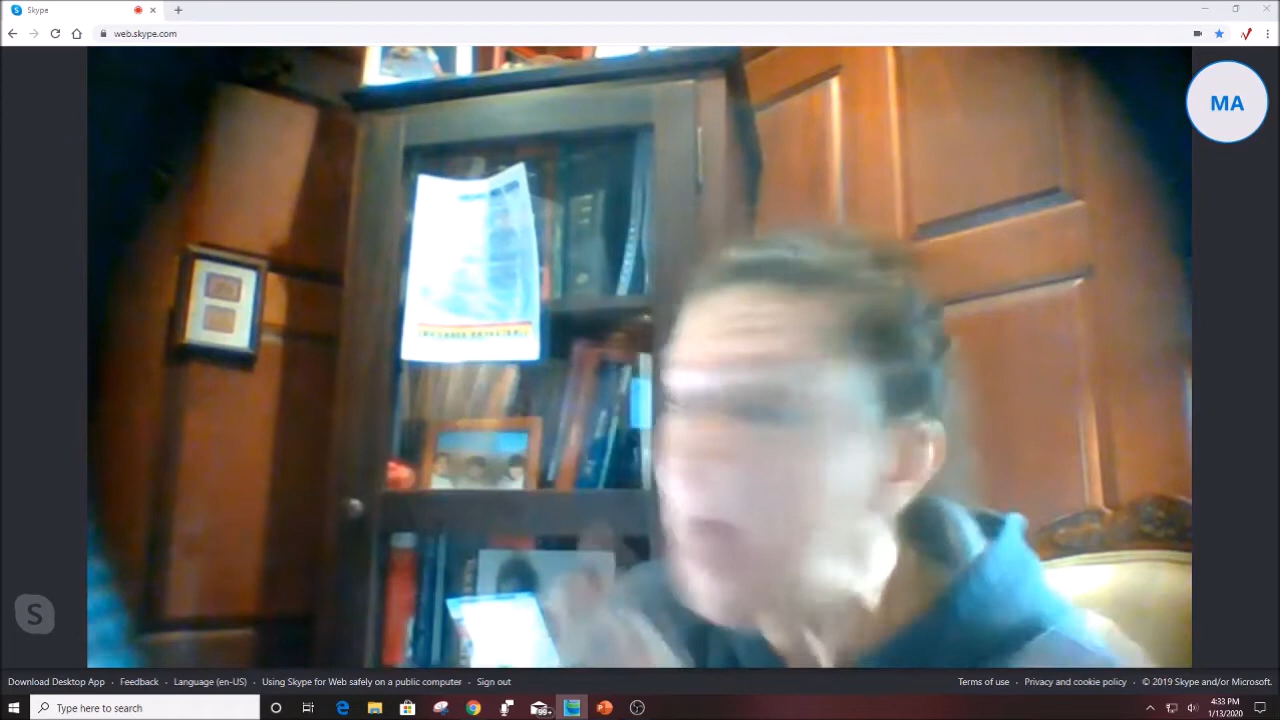 Skype
web.skype.com
MA
Download Desktop App · Feedback · Language (en-US) · Using Skype for Web safely on a public computer · Sign out
Terms of use · Privacy and cookie policy · © 2019 Skype and/or Microsoft.
Type here to search
99+
4:33 PM
1/13/2020